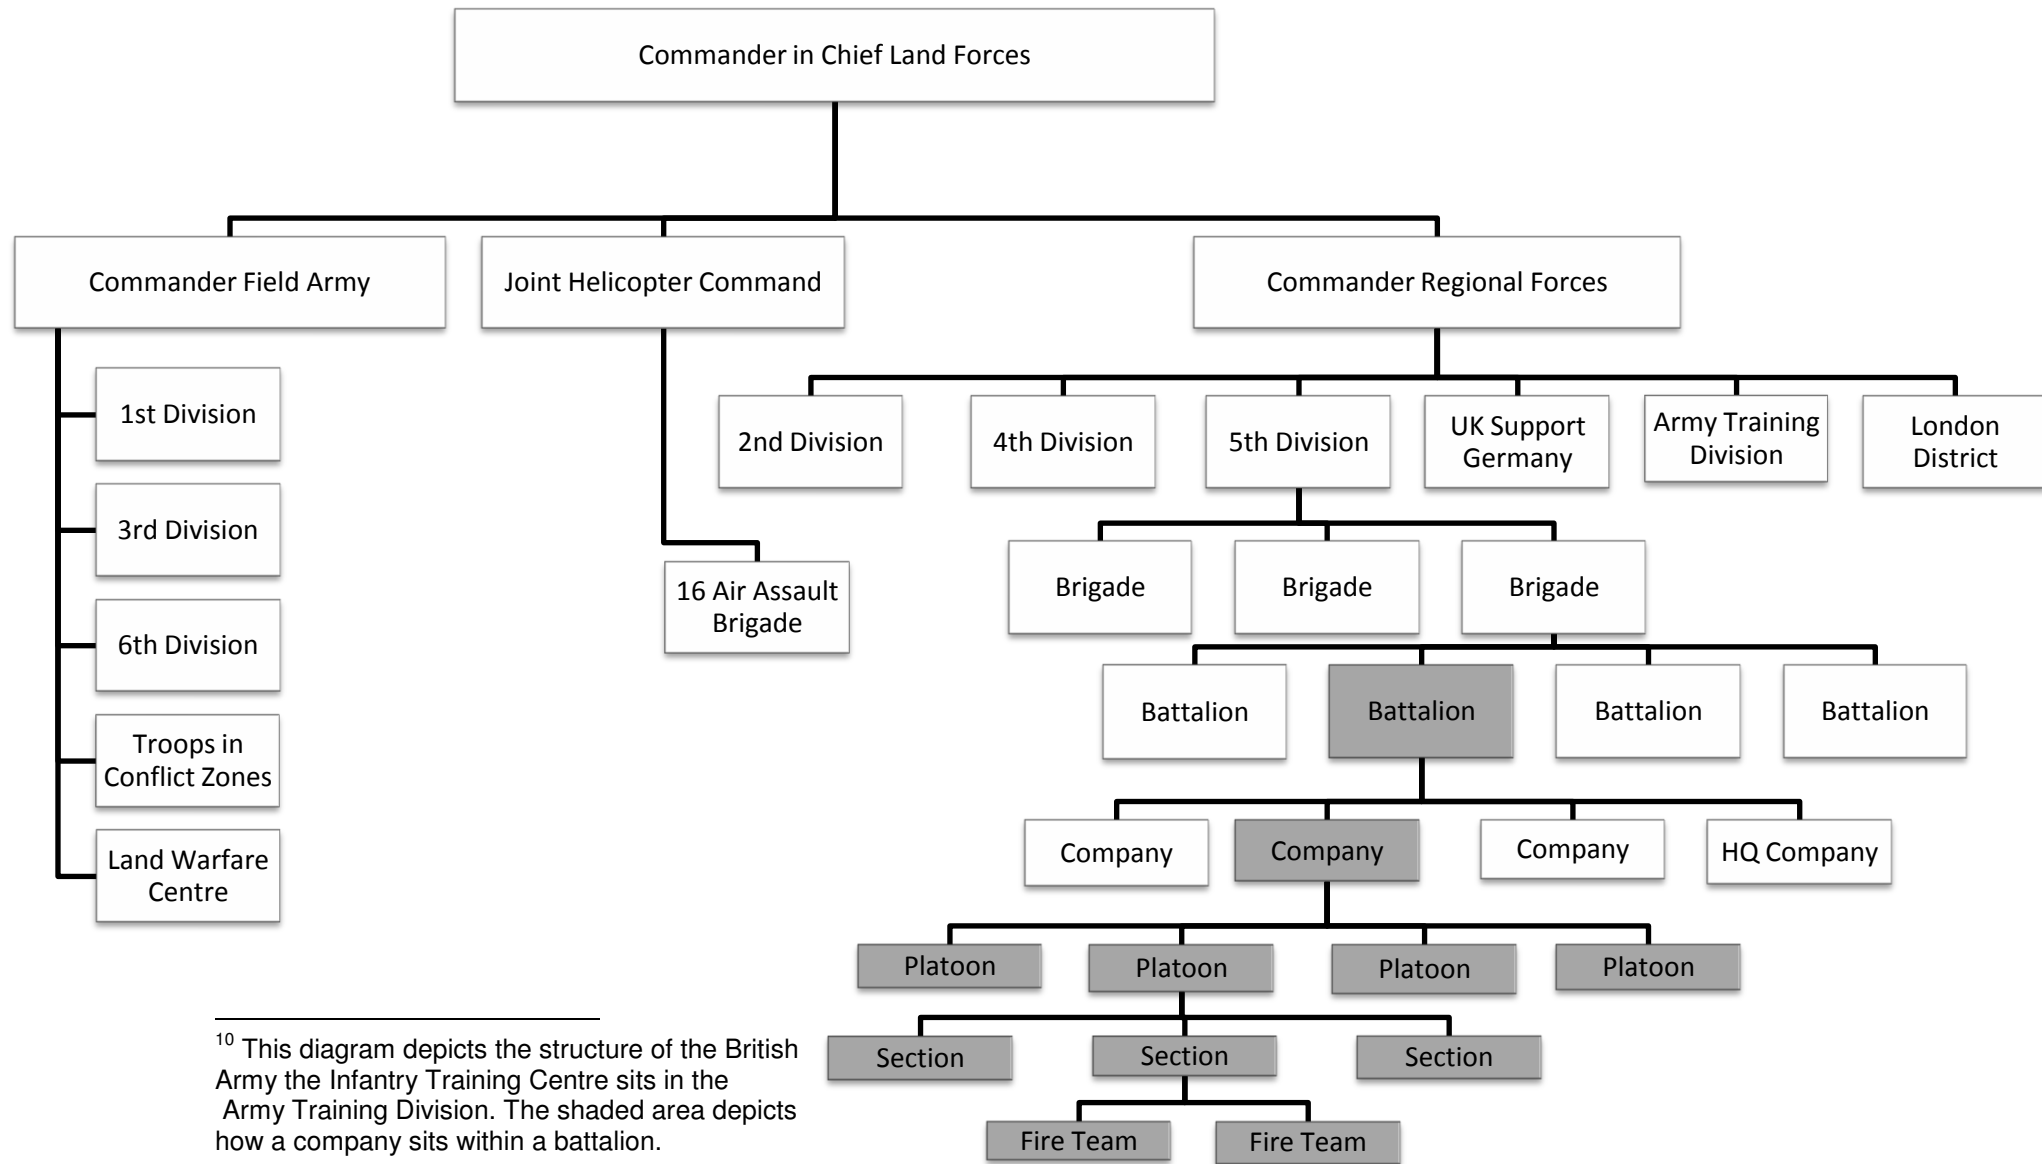 Commander in Chief Land Forces
Commander Field Army
Joint Helicopter Command
Commander Regional Forces
1st Division
3rd Division
6th Division
Troops in
Conflict Zones
Land Warfare
Centre
16 Air Assault
Brigade
2nd Division
4th Division
5th Division
UK Support
Germany
Army Training
Division
London
District
Brigade
Brigade
Brigade
Battalion
Battalion
Battalion
Battalion
Company
Company
Company
HQ Company
Platoon
Platoon
Platoon
Platoon
Section
Section
Section
Fire Team
Fire Team
10 This diagram depicts the structure of the British
Army the Infantry Training Centre sits in the
Army Training Division. The shaded area depicts
how a company sits within a battalion.